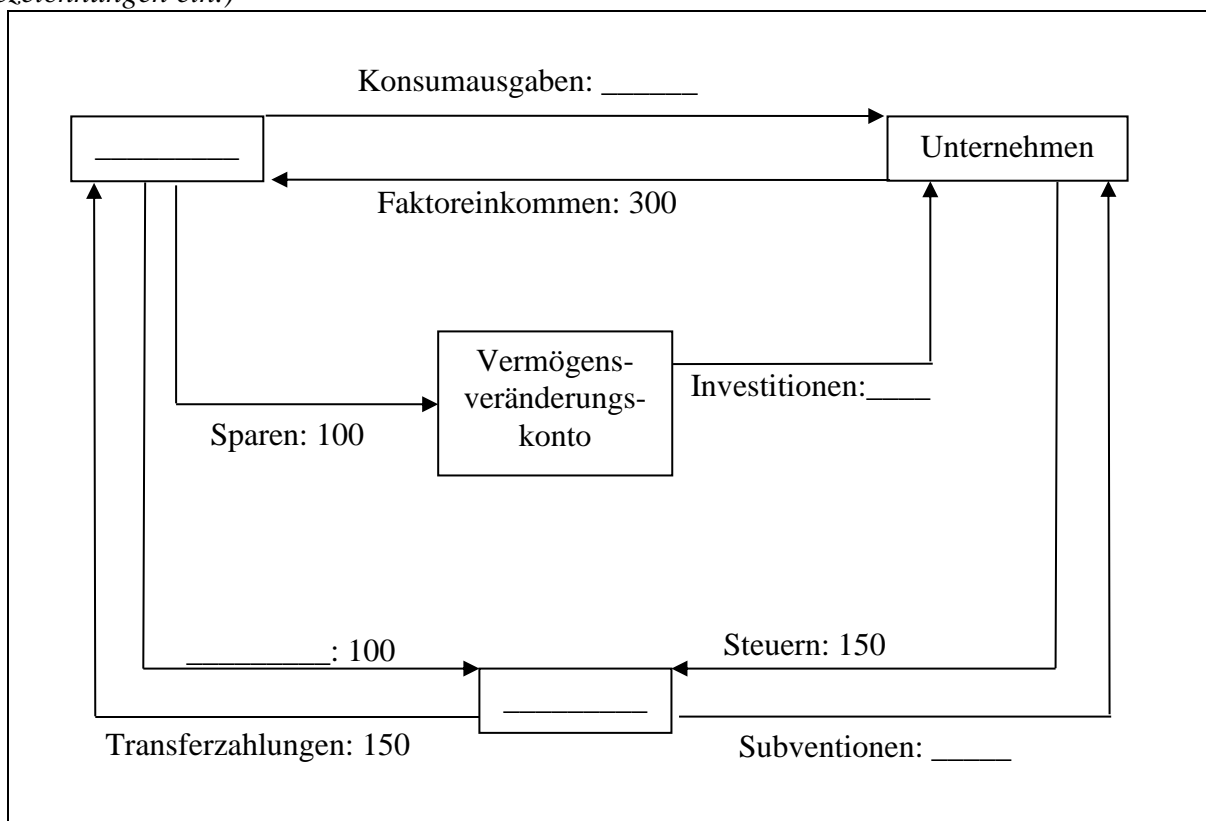 Konsumausgaben: ______
_________
Unternehmen
Faktoreinkommen: 300
Vermögens-
veränderungs-
konto
Investitionen:____
Sparen: 100
_________: 100
Steuern: 150
_________
Transferzahlungen: 150
Subventionen: _____